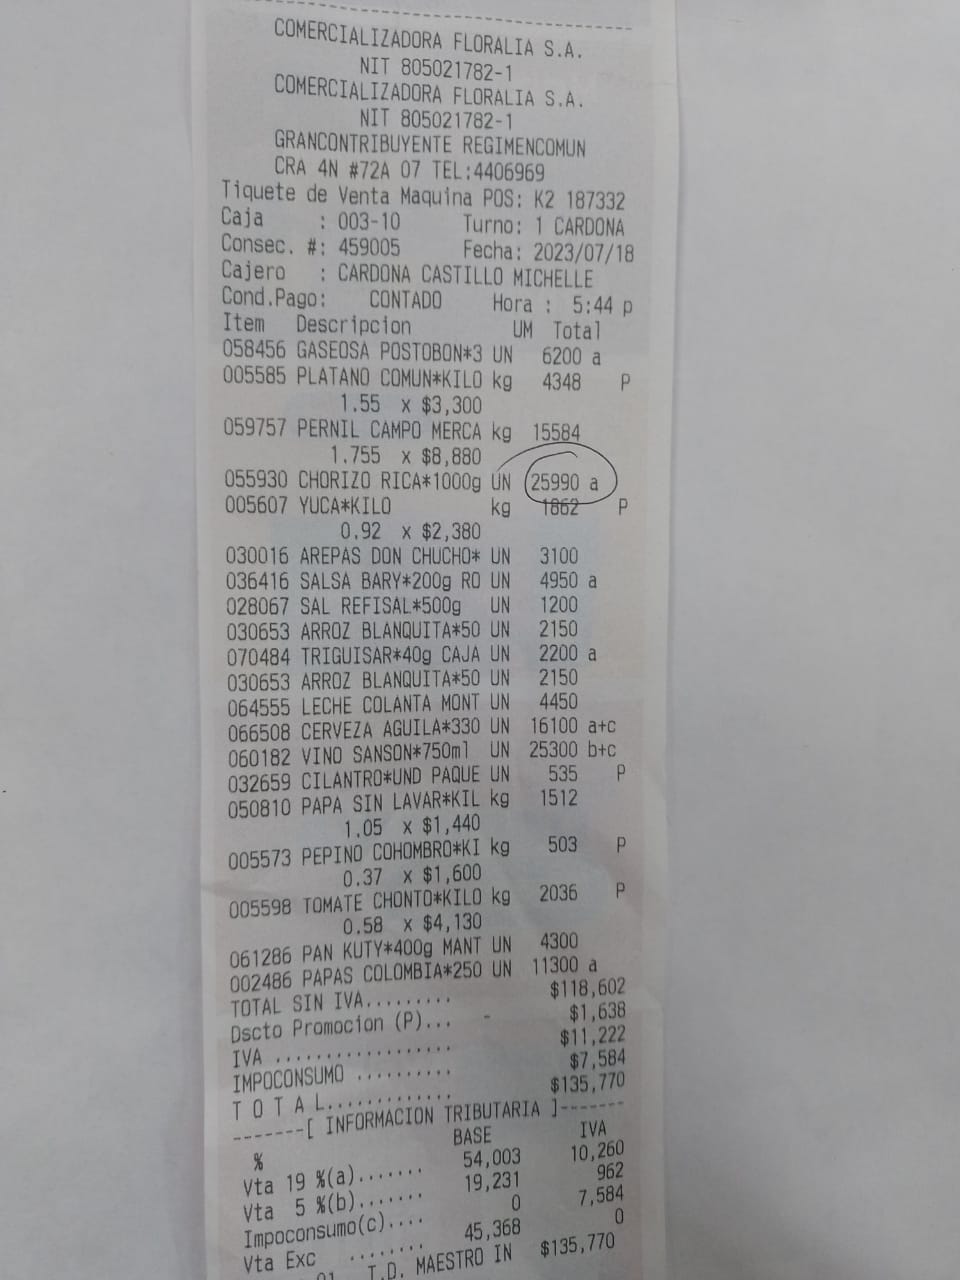 COMERCIALIZADORA FLORALIA S.A.
NIT 805021782-1
COMERCIALIZADORA FLORALIA S.A.
NIT 805021782-1
GRANCONTRIBUYENTE REGIMENCOMUN
CRA 4N #72A 07 TEL:4406969
Tiquete de Venta Maquina POS: K2 187332
Caja : 003-10 Turno: 1 CARDONA
Consec. #: 459005 Fecha: 2023/07/18
Cajero : CARDONA CASTILLO MICHELLE
Cond.Pago: CONTADO Hora : 5:44 p
Item Descripcion UM Total
058456 GASEOSA POSTOBON*3 UN 6200 a
005585 PLATANO COMUN*KILO kg 4348 P
1.55 x $3,300
059757 PERNIL CAMPO MERCA kg 15584
1.755 x $8,880
055930 CHORIZO RICA*1000g UN 25990 a
005607 YUCA*KILO kg 1862 P
0.92 x $2,380
030016 AREPAS DON CHUCHO* UN 3100
036416 SALSA BARY*200g RO UN 4950 a
028067 SAL REFISAL*500g UN 1200
030653 ARROZ BLANQUITA*50 UN 2150
070484 TRIGUISAR*40g CAJA UN 2200 a
030653 ARROZ BLANQUITA*50 UN 2150
064555 LECHE COLANTA MONT UN 4450
066508 CERVEZA AGUILA*330 UN 16100 a+c
060182 VINO SANSON*750ml UN 25300 b+c
032659 CILANTRO*UND PAQUE UN 535 P
050810 PAPA SIN LAVAR*KIL kg 1512
1.05 x $1,440
005573 PEPINO COHOMBRO*KI kg 503 P
0.37 x $1,600
005598 TOMATE CHONTO*KILO kg 2036 P
0.58 x $4,130
061286 PAN KUTY*400g MANT UN 4300
002486 PAPAS COLOMBIA*250 UN 11300 a
TOTAL SIN IVA......... $118,602
Dscto Promocion (P)... - $1,638
IVA .................. $11,222
IMPOCONSUMO .......... $7,584
T O T A L............. $135,770
-------[ INFORMACION TRIBUTARIA ]-------
% BASE IVA
Vta 19 %(a)....... 54,003 10,260
Vta 5 %(b)....... 19,231 962
Impoconsumo(c).... 0 7,584
Vta Exc ........ 45,368 0
01 T.D. MAESTRO IN $135,770